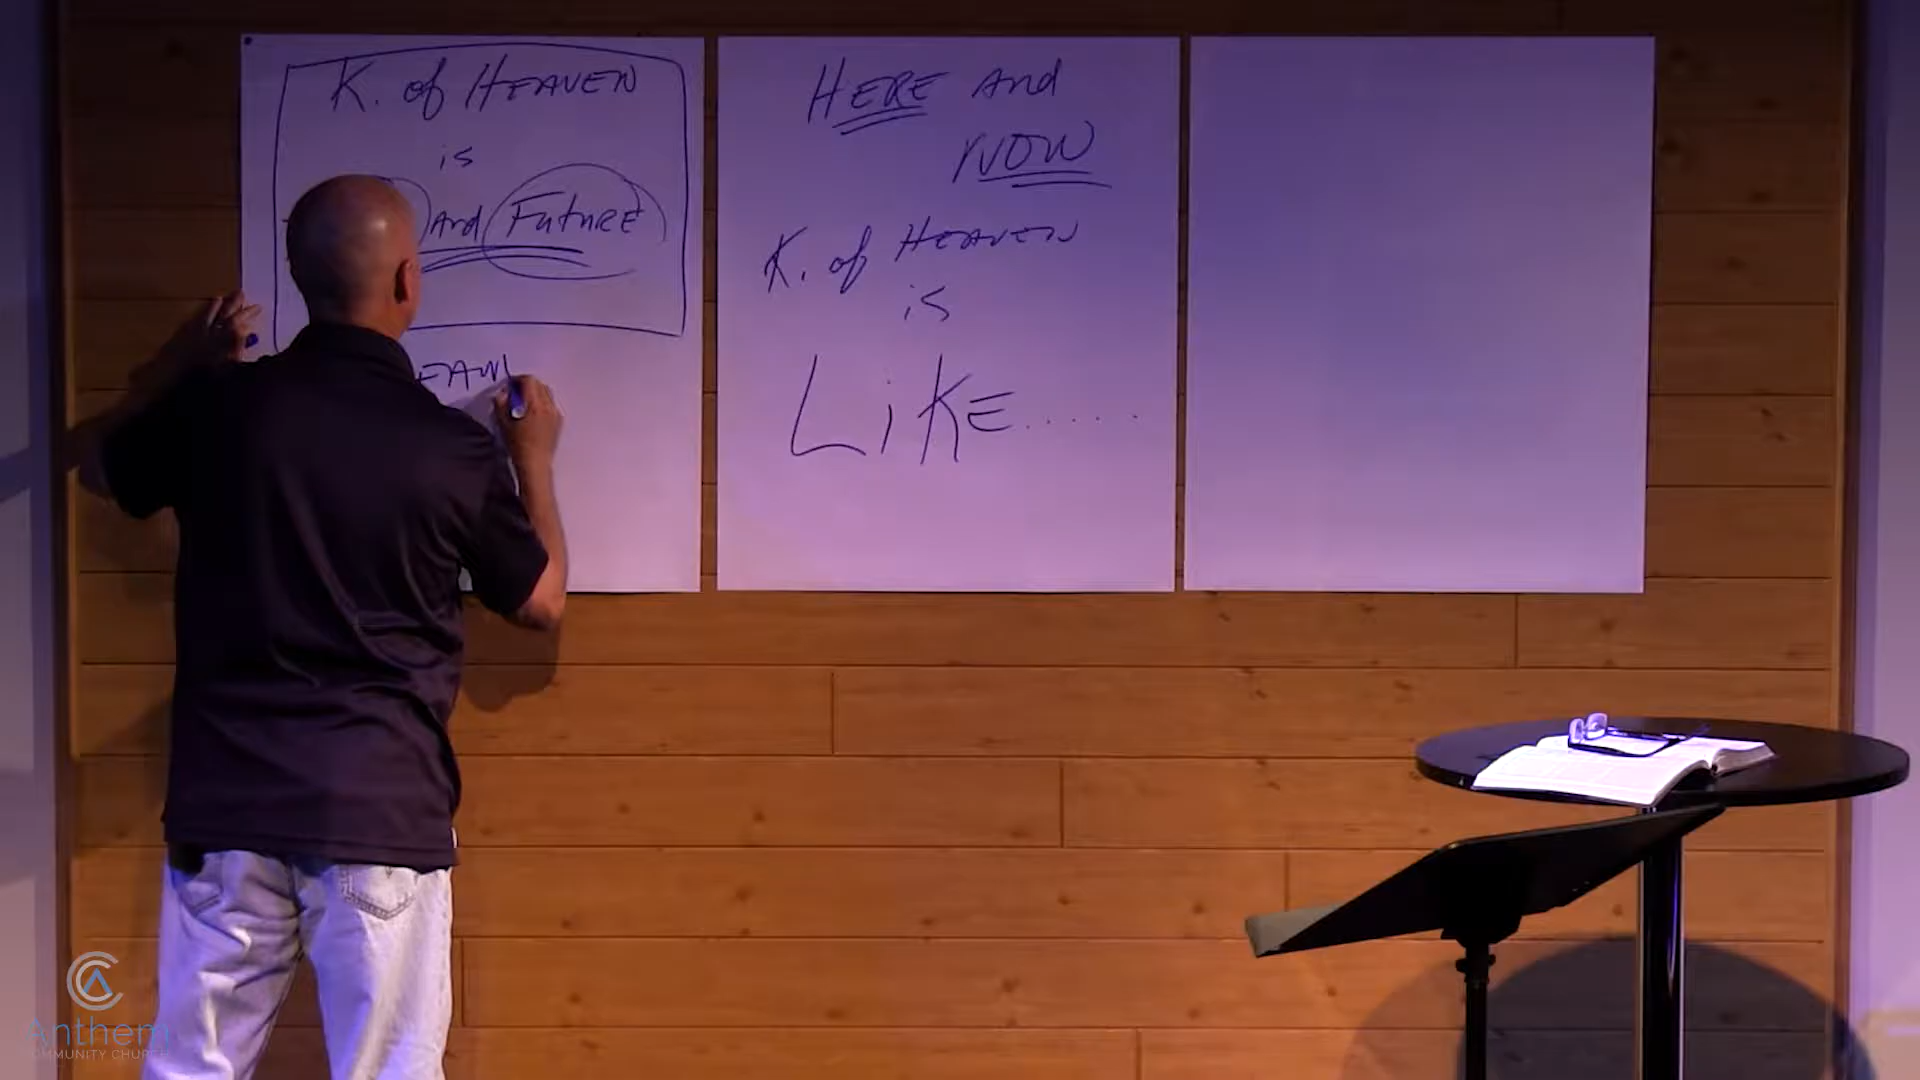 K. of HEAVEN
is
And FuturE
HERE And
NOW
K. of HEAVEN
is
LiKE.....
Anthem
COMMUNITY CHURCH